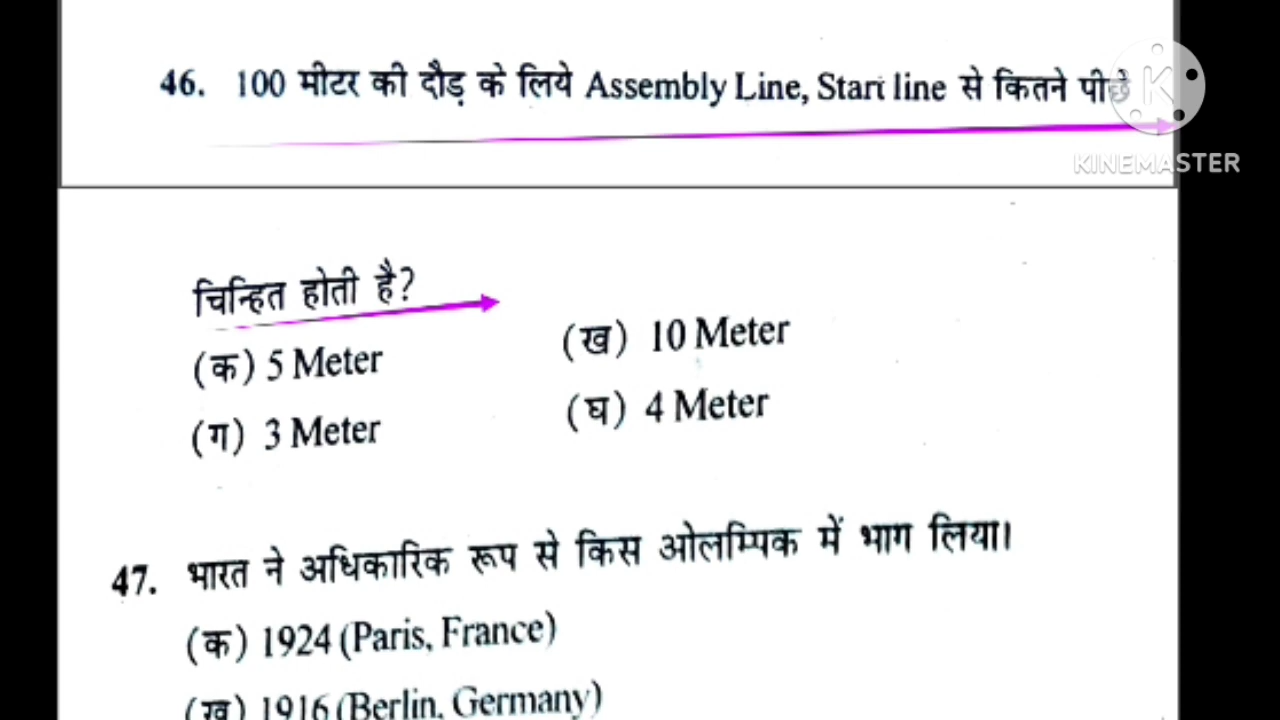 46. 100 मीटर की दौड़ के लिये Assembly Line, Start line से कितने पीछे
KINEMASTER
चिन्हित होती है?
(क) 5 Meter (ख) 10 Meter
(ग) 3 Meter (घ) 4 Meter
47. भारत ने अधिकारिक रूप से किस ओलम्पिक में भाग लिया।
(क) 1924 (Paris, France)
(ख) 1916 (Berlin, Germany)